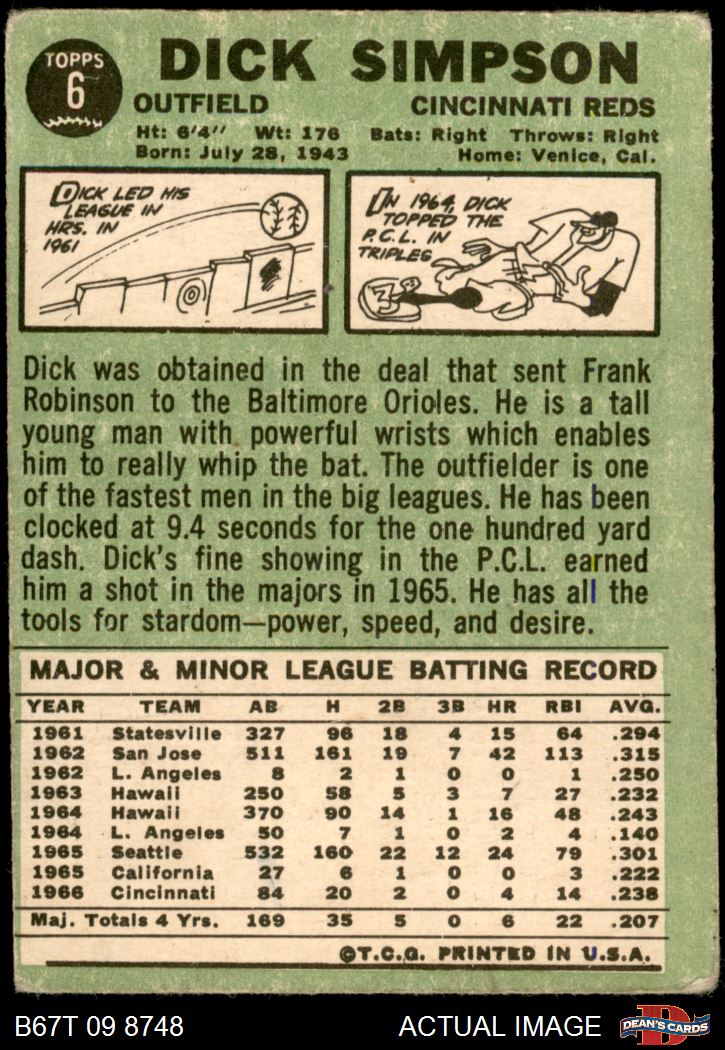 TOPPS
6
DICK SIMPSON
OUTFIELD CINCINNATI REDS
Ht: 6'4" Wt: 176 Bats: Right Throws: Right
Born: July 28, 1943 Home: Venice, Cal.
DICK LED HIS
LEAGUE IN
HRS. IN
1961
IN 1964, DICK
TOPPED THE
P.C.L. IN
TRIPLES
Dick was obtained in the deal that sent Frank
Robinson to the Baltimore Orioles. He is a tall
young man with powerful wrists which enables
him to really whip the bat. The outfielder is one
of the fastest men in the big leagues. He has been
clocked at 9.4 seconds for the one hundred yard
dash. Dick's fine showing in the P.C.L. earned
him a shot in the majors in 1965. He has all the
tools for stardom—power, speed, and desire.
MAJOR & MINOR LEAGUE BATTING RECORD
YEAR TEAM AB H 2B 3B HR RBI AVG.
1961 Statesville 327 96 18 4 15 64 .294
1962 San Jose 511 161 19 7 42 113 .315
1962 L. Angeles 8 2 1 0 0 1 .250
1963 Hawaii 250 58 5 3 7 27 .232
1964 Hawaii 370 90 14 1 16 48 .243
1964 L. Angeles 50 7 1 0 2 4 .140
1965 Seattle 532 160 22 12 24 79 .301
1965 California 27 6 1 0 0 3 .222
1966 Cincinnati 84 20 2 0 4 14 .238
Maj. Totals 4 Yrs. 169 35 5 0 6 22 .207
©T.C.G. PRINTED IN U.S.A.
B67T 09 8748 ACTUAL IMAGE
D
DEAN'S CARDS